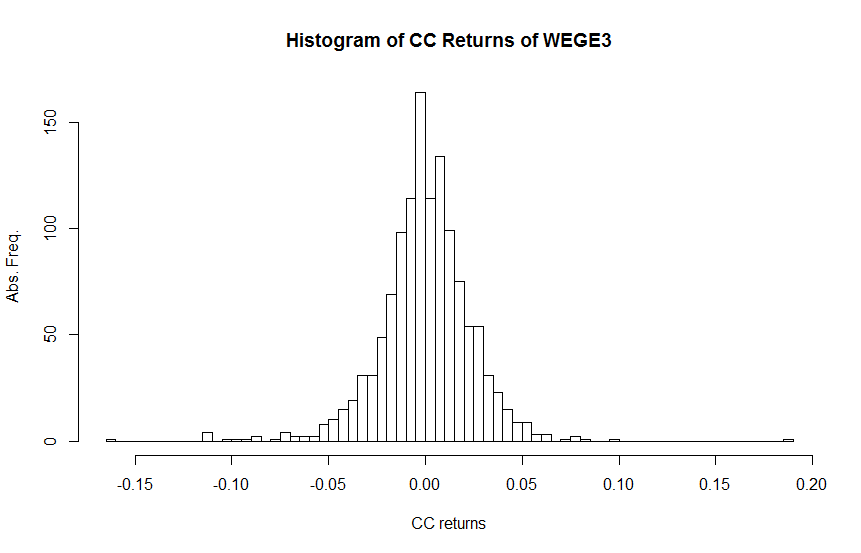 Histogram of CC Returns of WEGE3
Abs. Freq.
150
100
50
0
-0.15 -0.10 -0.05 0.00 0.05 0.10 0.15 0.20
CC returns